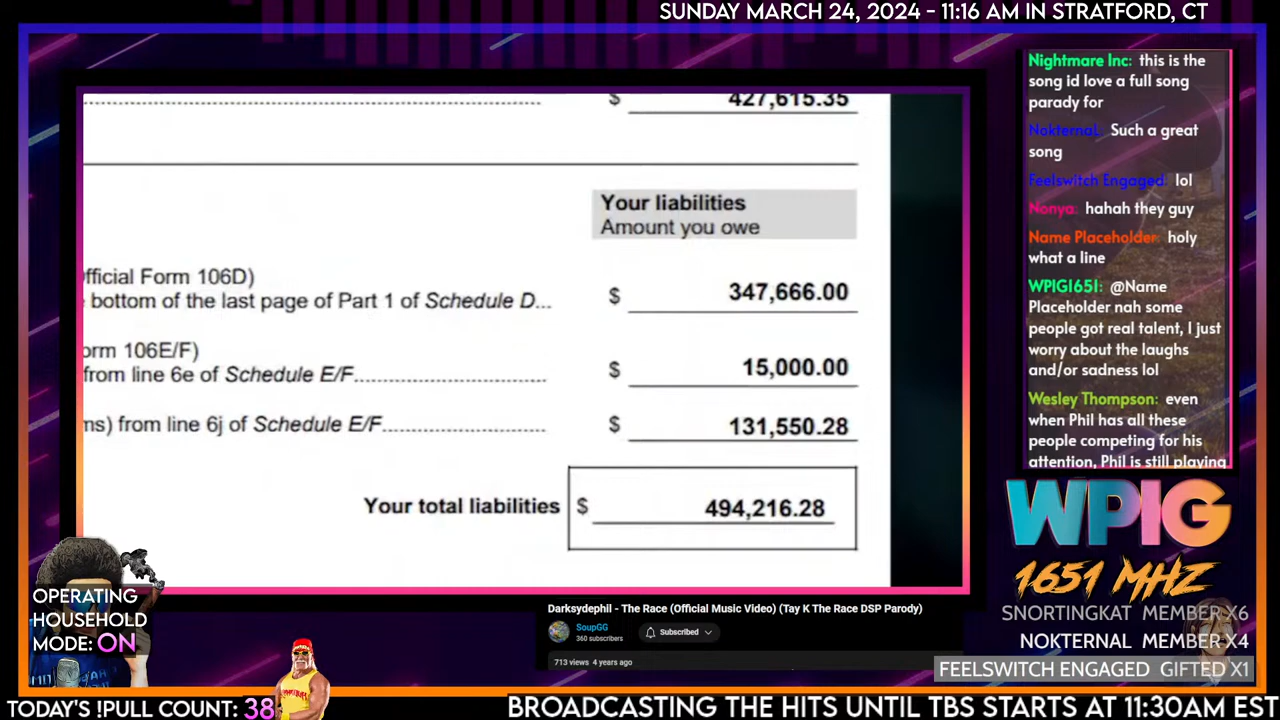 SUNDAY MARCH 24, 2024 - 11:16 AM IN STRATFORD, CT
$ 427,615.35
Your liabilities
Amount you owe
fficial Form 106D)
bottom of the last page of Part 1 of Schedule D...
$ 347,666.00
orm 106E/F)
from line 6e of Schedule E/F
$ 15,000.00
ms) from line 6j of Schedule E/F
$ 131,550.28
Your total liabilities $ 494,216.28
Nightmare Inc: this is the
song id love a full song
parady for
NokternaL: Such a great
song
Feelswitch Engaged: lol
Nonya: hahah they guy
Name Placeholder: holy
what a line
WPIG1651: @Name
Placeholder nah some
people got real talent, I just
worry about the laughs
and/or sadness lol
Wesley Thompson: even
when Phil has all these
people competing for his
attention, Phil is still playing
WPIG
1651 MHZ
SNORTINGKAT MEMBER X6
NOKTERNAL MEMBER X4
FEELSWITCH ENGAGED GIFTED X1
OPERATING
HOUSEHOLD
MODE: ON
Darksydephil - The Race (Official Music Video) (Tay K The Race DSP Parody)
SoupGG
360 subscribers
Subscribed
713 views 4 years ago
TODAY'S !PULL COUNT: 38
BROADCASTING THE HITS UNTIL TBS STARTS AT 11:30AM EST